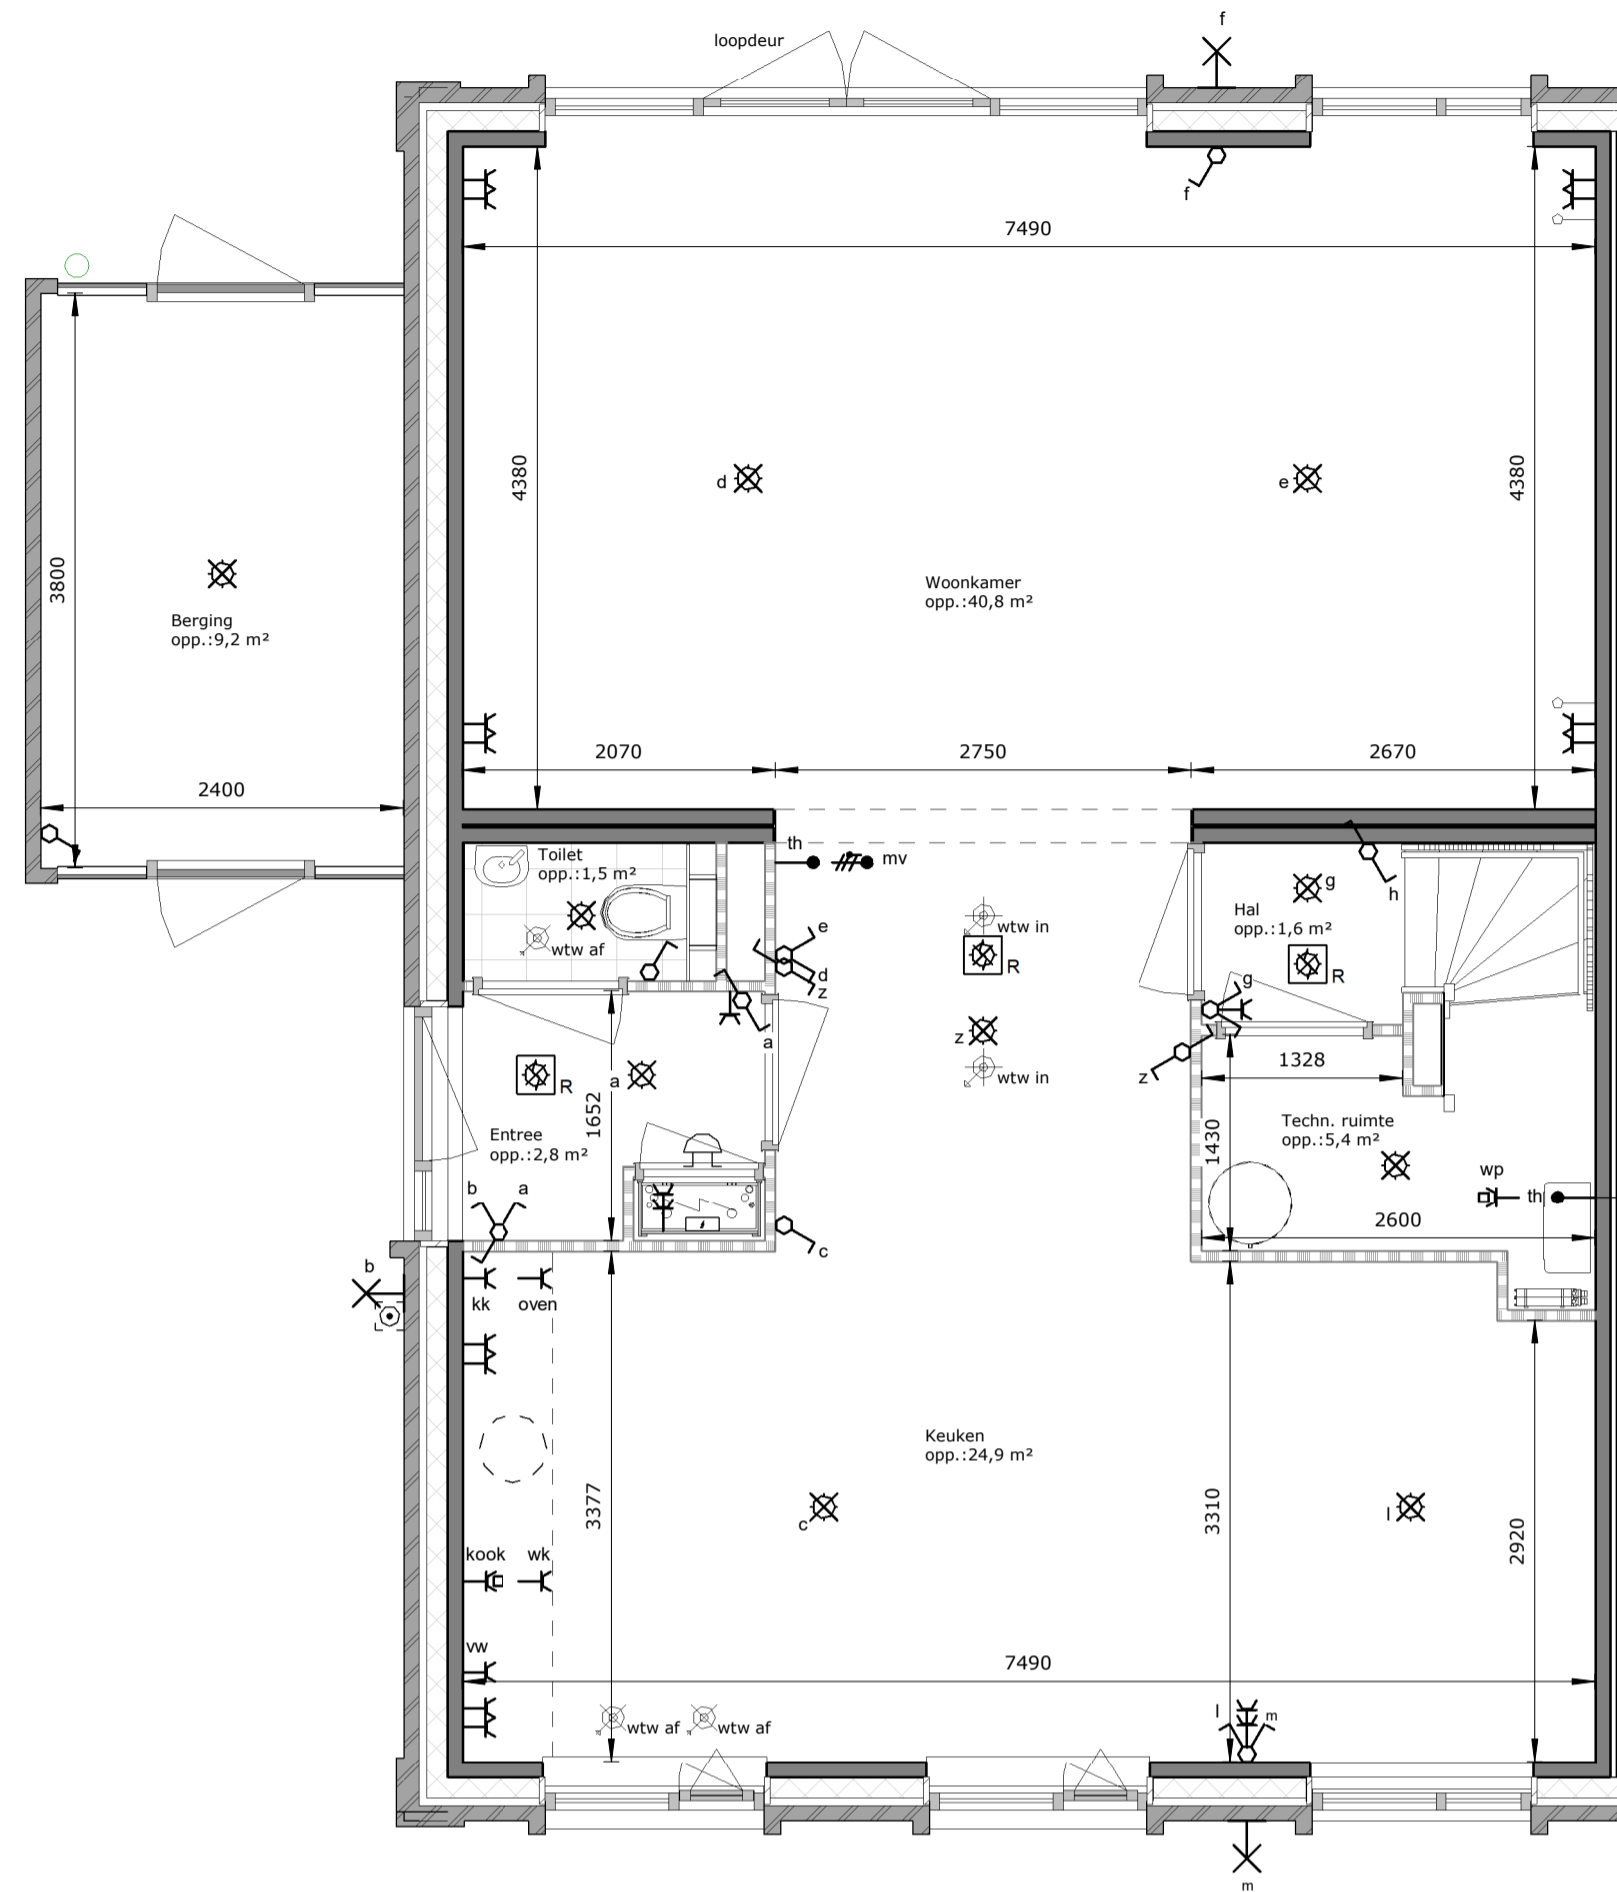 f
loopdeur
f
7490
4380
4380
d
e
3800
Woonkamer
opp.:40,8 m²
Berging
opp.:9,2 m²
2070
2750
2670
2400
Toilet
opp.:1,5 m²
th
mv
wtw af
e
d
z
wtw in
R
g
Hal
opp.:1,6 m²
h
R
g
a
z
wtw in
z
1328
R
a
1652
Entree
opp.:2,8 m²
Techn. ruimte
opp.:5,4 m²
1430
wp
th
2600
b
a
c
b
kk
oven
Keuken
opp.:24,9 m²
3377
3310
2920
c
l
kook
wk
vw
7490
wtw af
wtw af
l
m
m